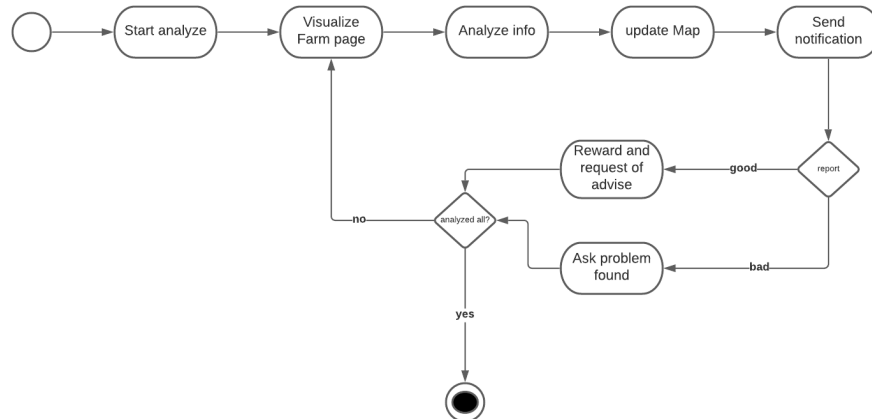 Start analyze
Visualize
Farm page
Analyze info
update Map
Send
notification
Reward and
request of
advise
good
report
analyzed all?
no
Ask problem
found
bad
yes